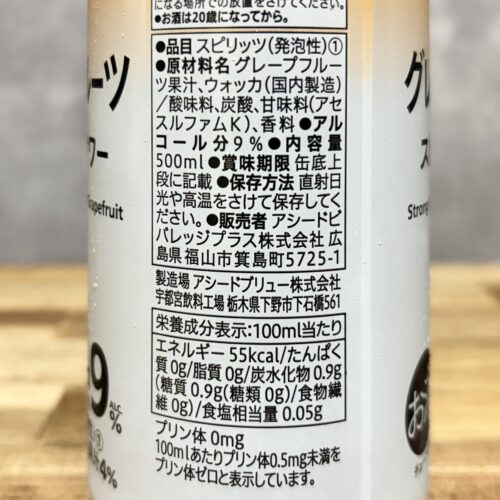 になる場所での放置をさけてください。
●お酒は20歳になってから。
●品目 スピリッツ(発泡性)①
●原材料名 グレープフルー
ツ果汁、ウォッカ(国内製造)
/酸味料、炭酸、甘味料(アセ
スルファムK)、香料 ●アル
コール分9% ●内容量
500ml ●賞味期限 缶底上
段に記載 ●保存方法 直射日
光や高温をさけて保存してく
ださい。 ●販売者 アシードビ
バレッジプラス株式会社 広
島県福山市箕島町5725-1
製造場 アシードブリュー株式会社
宇都宮飲料工場 栃木県下野市下石橋561
栄養成分表示:100ml当たり
エネルギー 55kcal/たんぱく
質 0g/脂質 0g/炭水化物 0.9g
(糖質 0.9g(糖類 0g)/食物繊
維 0g)/食塩相当量 0.05g
プリン体 0mg
100mlあたりプリン体0.5mg未満を
プリン体ゼロと表示しています。
ルーツ
ワー
apefruit
9
ALC.
%
①
4%
グレ
ス
Strong
お